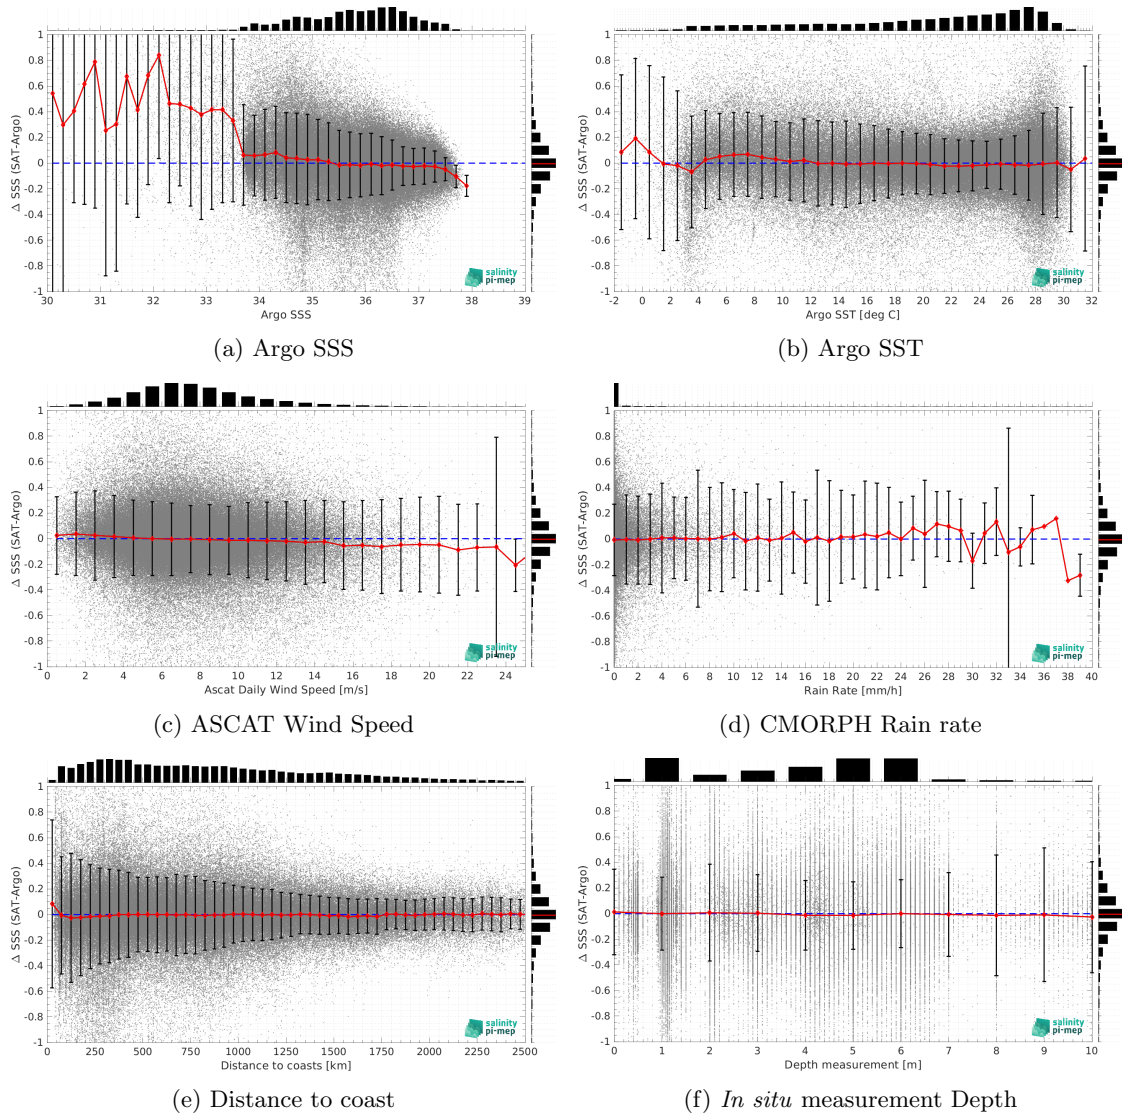 1
0.8
0.6
0.4
0.2
0
-0.2
-0.4
-0.6
-0.8
-1
Δ SSS (SAT-Argo)
salinity
pi-mep
30 31 32 33 34 35 36 37 38 39
Argo SSS
(a) Argo SSS
1
0.8
0.6
0.4
0.2
0
-0.2
-0.4
-0.6
-0.8
-1
Δ SSS (SAT-Argo)
salinity
pi-mep
-2 0 2 4 6 8 10 12 14 16 18 20 22 24 26 28 30 32
Argo SST [deg C]
(b) Argo SST
1
0.8
0.6
0.4
0.2
0
-0.2
-0.4
-0.6
-0.8
-1
Δ SSS (SAT-Argo)
salinity
pi-mep
0 2 4 6 8 10 12 14 16 18 20 22 24
Ascat Daily Wind Speed [m/s]
(c) ASCAT Wind Speed
1
0.8
0.6
0.4
0.2
0
-0.2
-0.4
-0.6
-0.8
-1
Δ SSS (SAT-Argo)
salinity
pi-mep
0 2 4 6 8 10 12 14 16 18 20 22 24 26 28 30 32 34 36 38 40
Rain Rate [mm/h]
(d) CMORPH Rain rate
1
0.8
0.6
0.4
0.2
0
-0.2
-0.4
-0.6
-0.8
-1
Δ SSS (SAT-Argo)
salinity
pi-mep
0 250 500 750 1000 1250 1500 1750 2000 2250 2500
Distance to coasts [km]
(e) Distance to coast
1
0.8
0.6
0.4
0.2
0
-0.2
-0.4
-0.6
-0.8
-1
Δ SSS (SAT-Argo)
salinity
pi-mep
0 1 2 3 4 5 6 7 8 9 10
Depth measurement [m]
(f) In situ measurement Depth